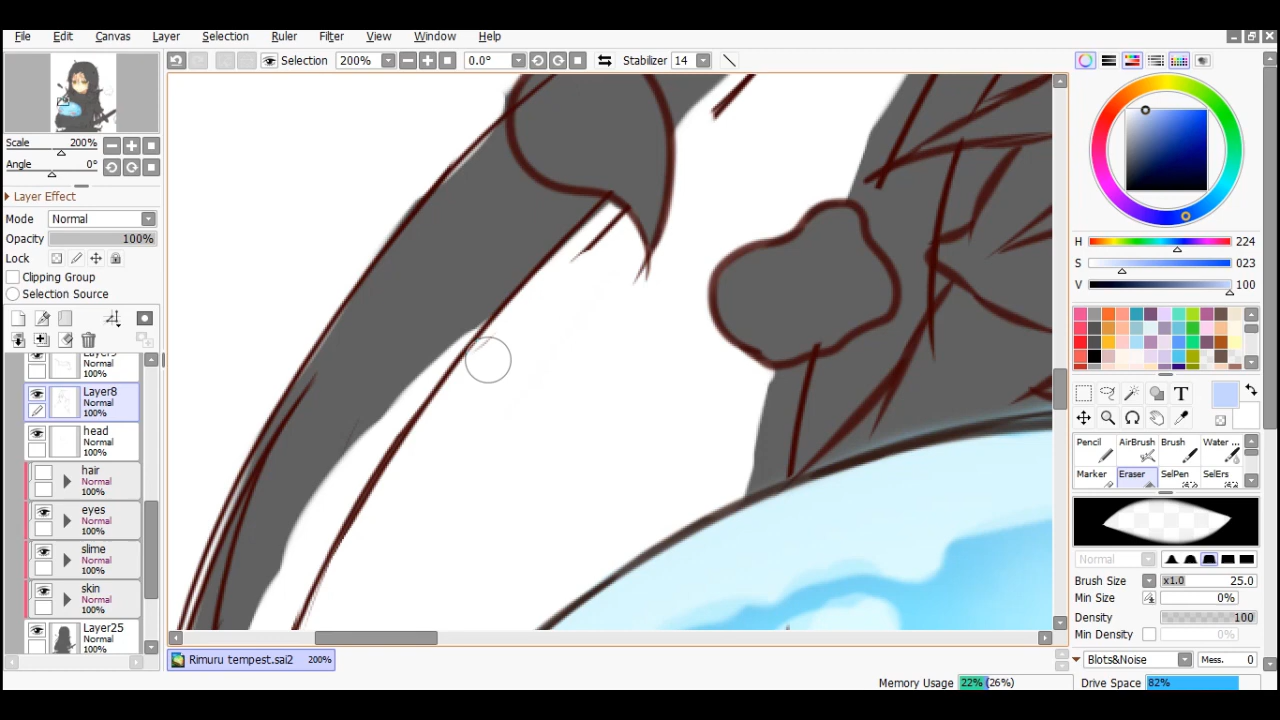 File Edit Canvas Layer Selection Ruler Filter View Window Help
Selection 200% 0.0° Stabilizer 14
Scale 200%
Angle 0°
Layer Effect
Mode Normal
Opacity 100%
Lock
Clipping Group
Selection Source
Normal
100%
Layer8
Normal
100%
head
Normal
100%
hair
Normal
100%
eyes
Normal
100%
slime
Normal
100%
skin
Normal
100%
Layer25
Normal
Rimuru tempest.sai2 200%
H 224
S 023
V 100
T
Pencil AirBrush Brush Water ...
Marker Eraser SelPen SelErs
Normal
Brush Size x1.0 25.0
Min Size 0%
Density 100
Min Density 0%
Blots&Noise Mess. 0
Memory Usage 22% (26%) Drive Space 82%